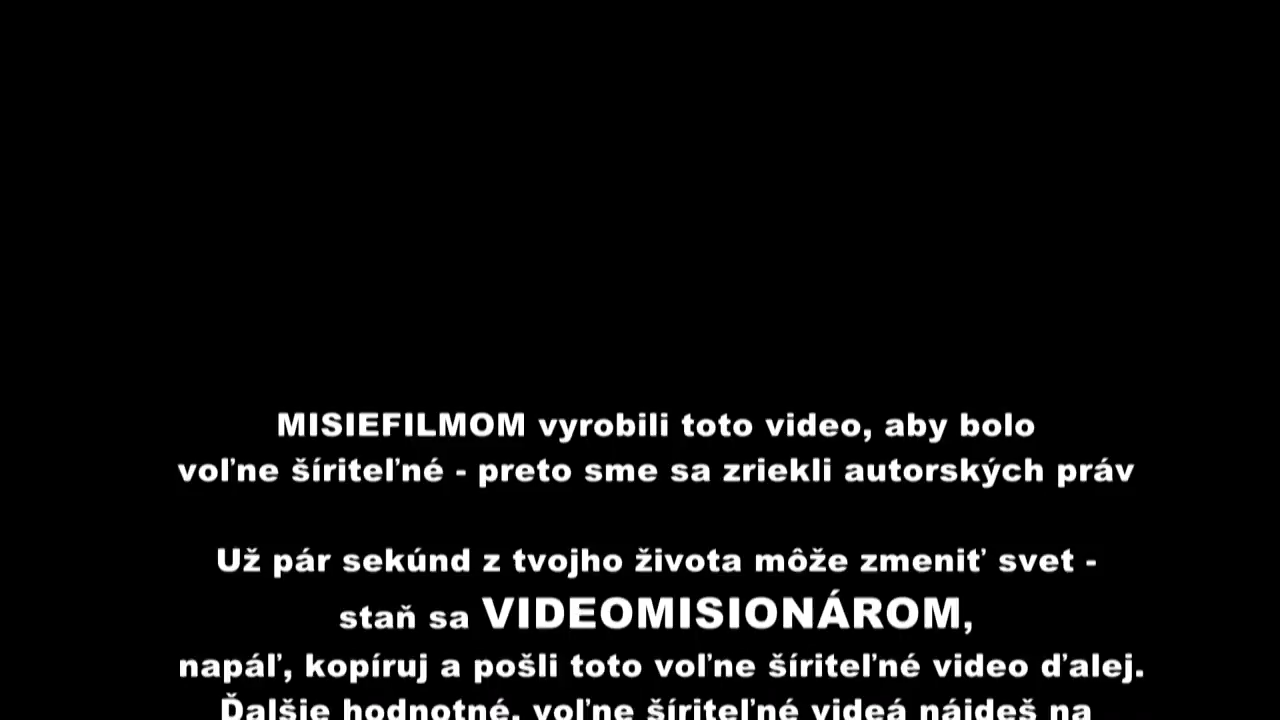 MISIEFILMOM vyrobili toto video, aby bolo
voľne šíriteľné - preto sme sa zriekli autorských práv
Už pár sekúnd z tvojho života môže zmeniť svet -
staň sa VIDEOMISIONÁROM,
napáľ, kopíruj a pošli toto voľne šíriteľné video ďalej.
Ďalšie hodnotné, voľne šíriteľné videá nájdeš na